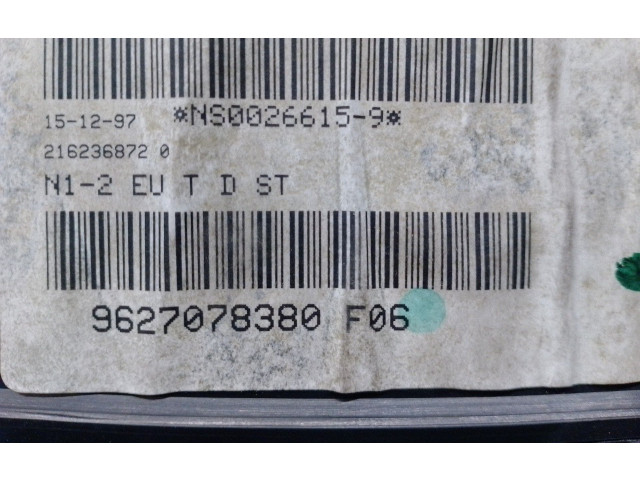 15-12-97 *NS0026615-9*
216236872 0
N1-2 EU T D ST
9627078380 F06